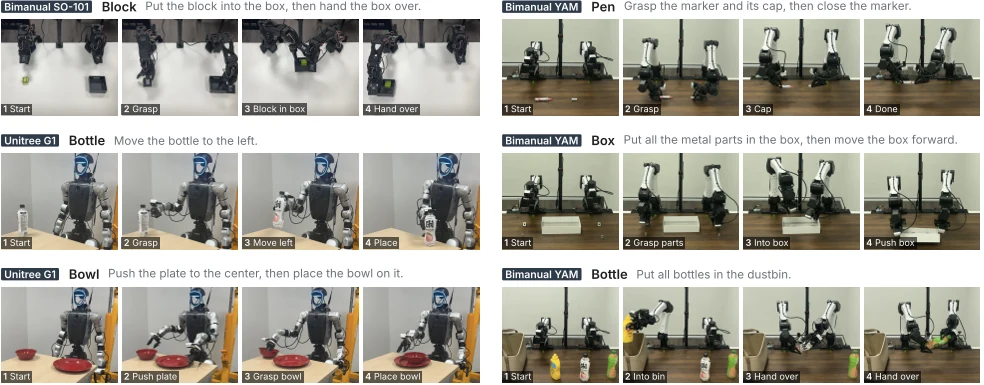 Bimanual SO-101 Block Put the block into the box, then hand the box over.
1 Start 2 Grasp 3 Block in box 4 Hand over
Bimanual YAM Pen Grasp the marker and its cap, then close the marker.
1 Start 2 Grasp 3 Cap 4 Done
Unitree G1 Bottle Move the bottle to the left.
1 Start 2 Grasp 3 Move left 4 Place
Bimanual YAM Box Put all the metal parts in the box, then move the box forward.
1 Start 2 Grasp parts 3 Into box 4 Push box
Unitree G1 Bowl Push the plate to the center, then place the bowl on it.
1 Start 2 Push plate 3 Grasp bowl 4 Place bowl
Bimanual YAM Bottle Put all bottles in the dustbin.
1 Start 2 Into bin 3 Hand over 4 Hand over